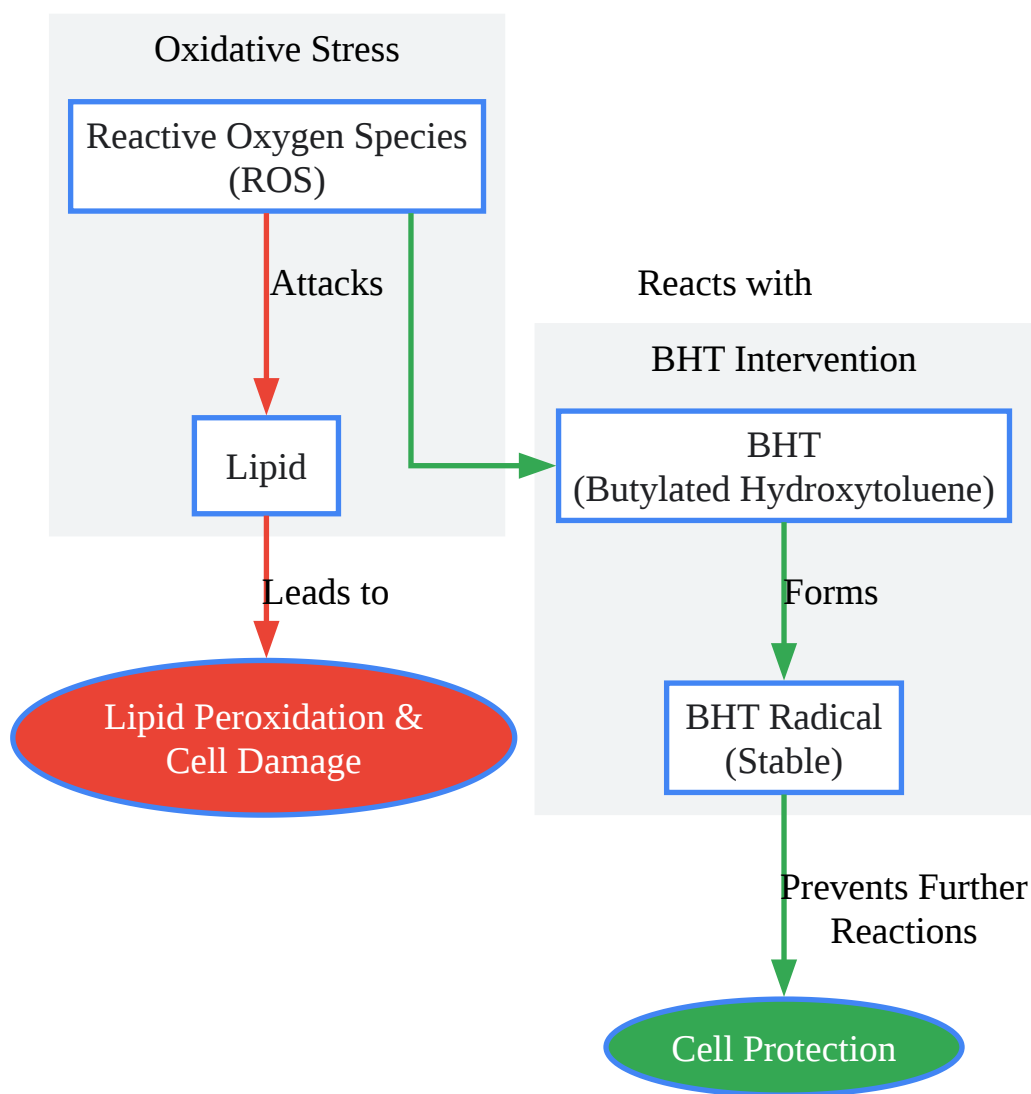 Oxidative Stress
Reactive Oxygen Species
(ROS)
Attacks
Reacts with
Lipid
Leads to
Lipid Peroxidation &
Cell Damage
BHT Intervention
BHT
(Butylated Hydroxytoluene)
Forms
BHT Radical
(Stable)
Prevents Further
Reactions
Cell Protection